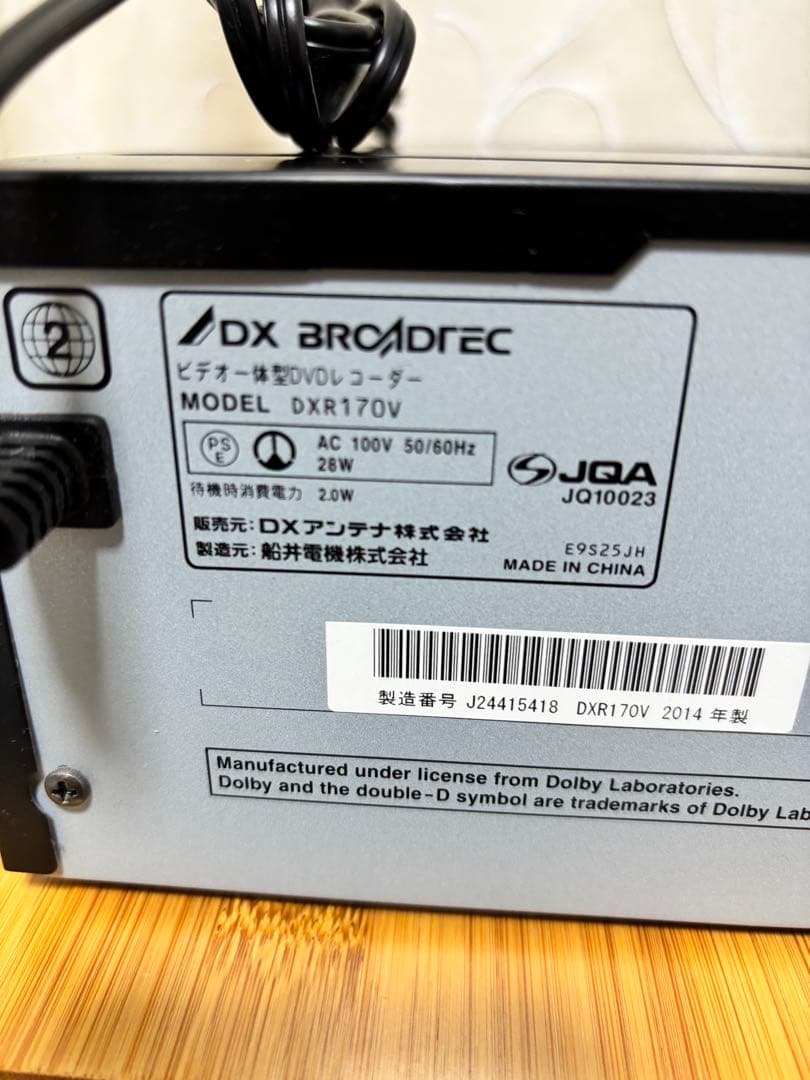 2
DX BROADTEC
ビデオ一体型DVDレコーダー
MODEL DXR170V
PS
E
AC 100V 50/60Hz
28W
待機時消費電力 2.0W
JQA
JQ10023
販売元:DXアンテナ株式会社
製造元:船井電機株式会社
E9S25JH
MADE IN CHINA
製造番号 J24415418 DXR170V 2014 年製
Manufactured under license from Dolby Laboratories.
Dolby and the double-D symbol are trademarks of Dolby Lab